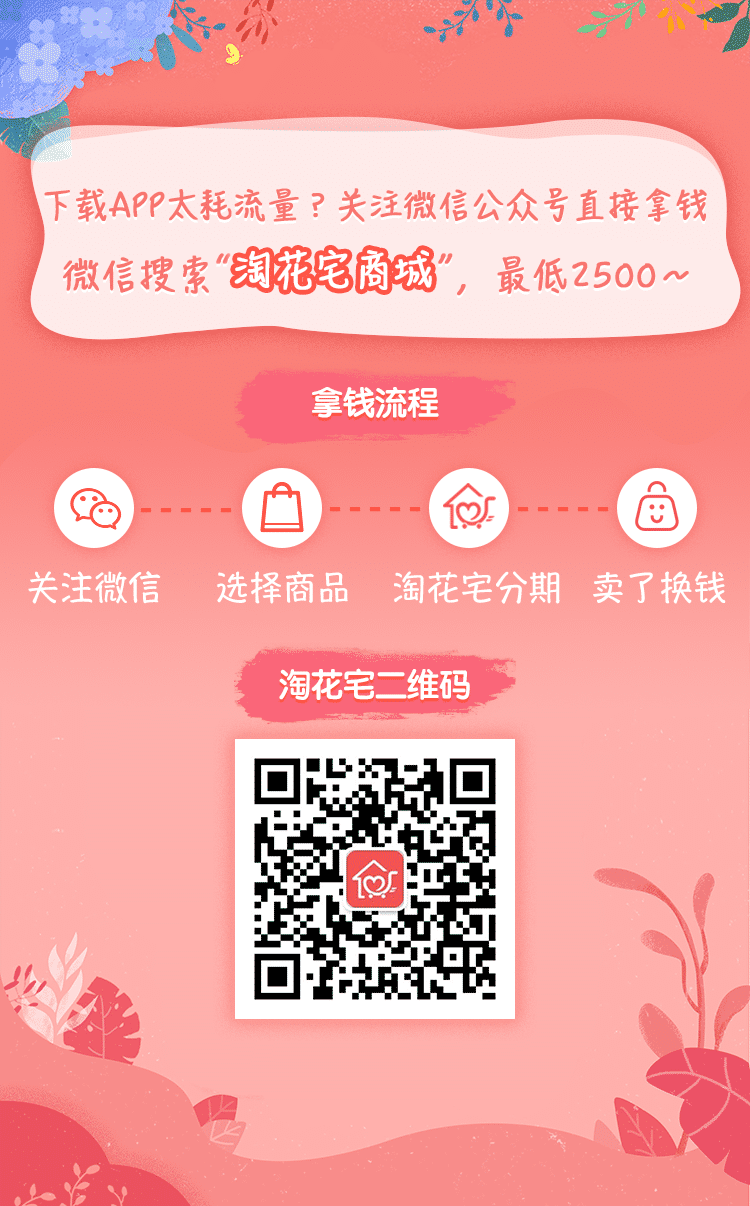 下载APP太耗流量？关注微信公众号直接拿钱
微信搜索“淘花宅商城”，最低2500～
拿钱流程
关注微信
选择商品
淘花宅分期
卖了换钱
淘花宅二维码